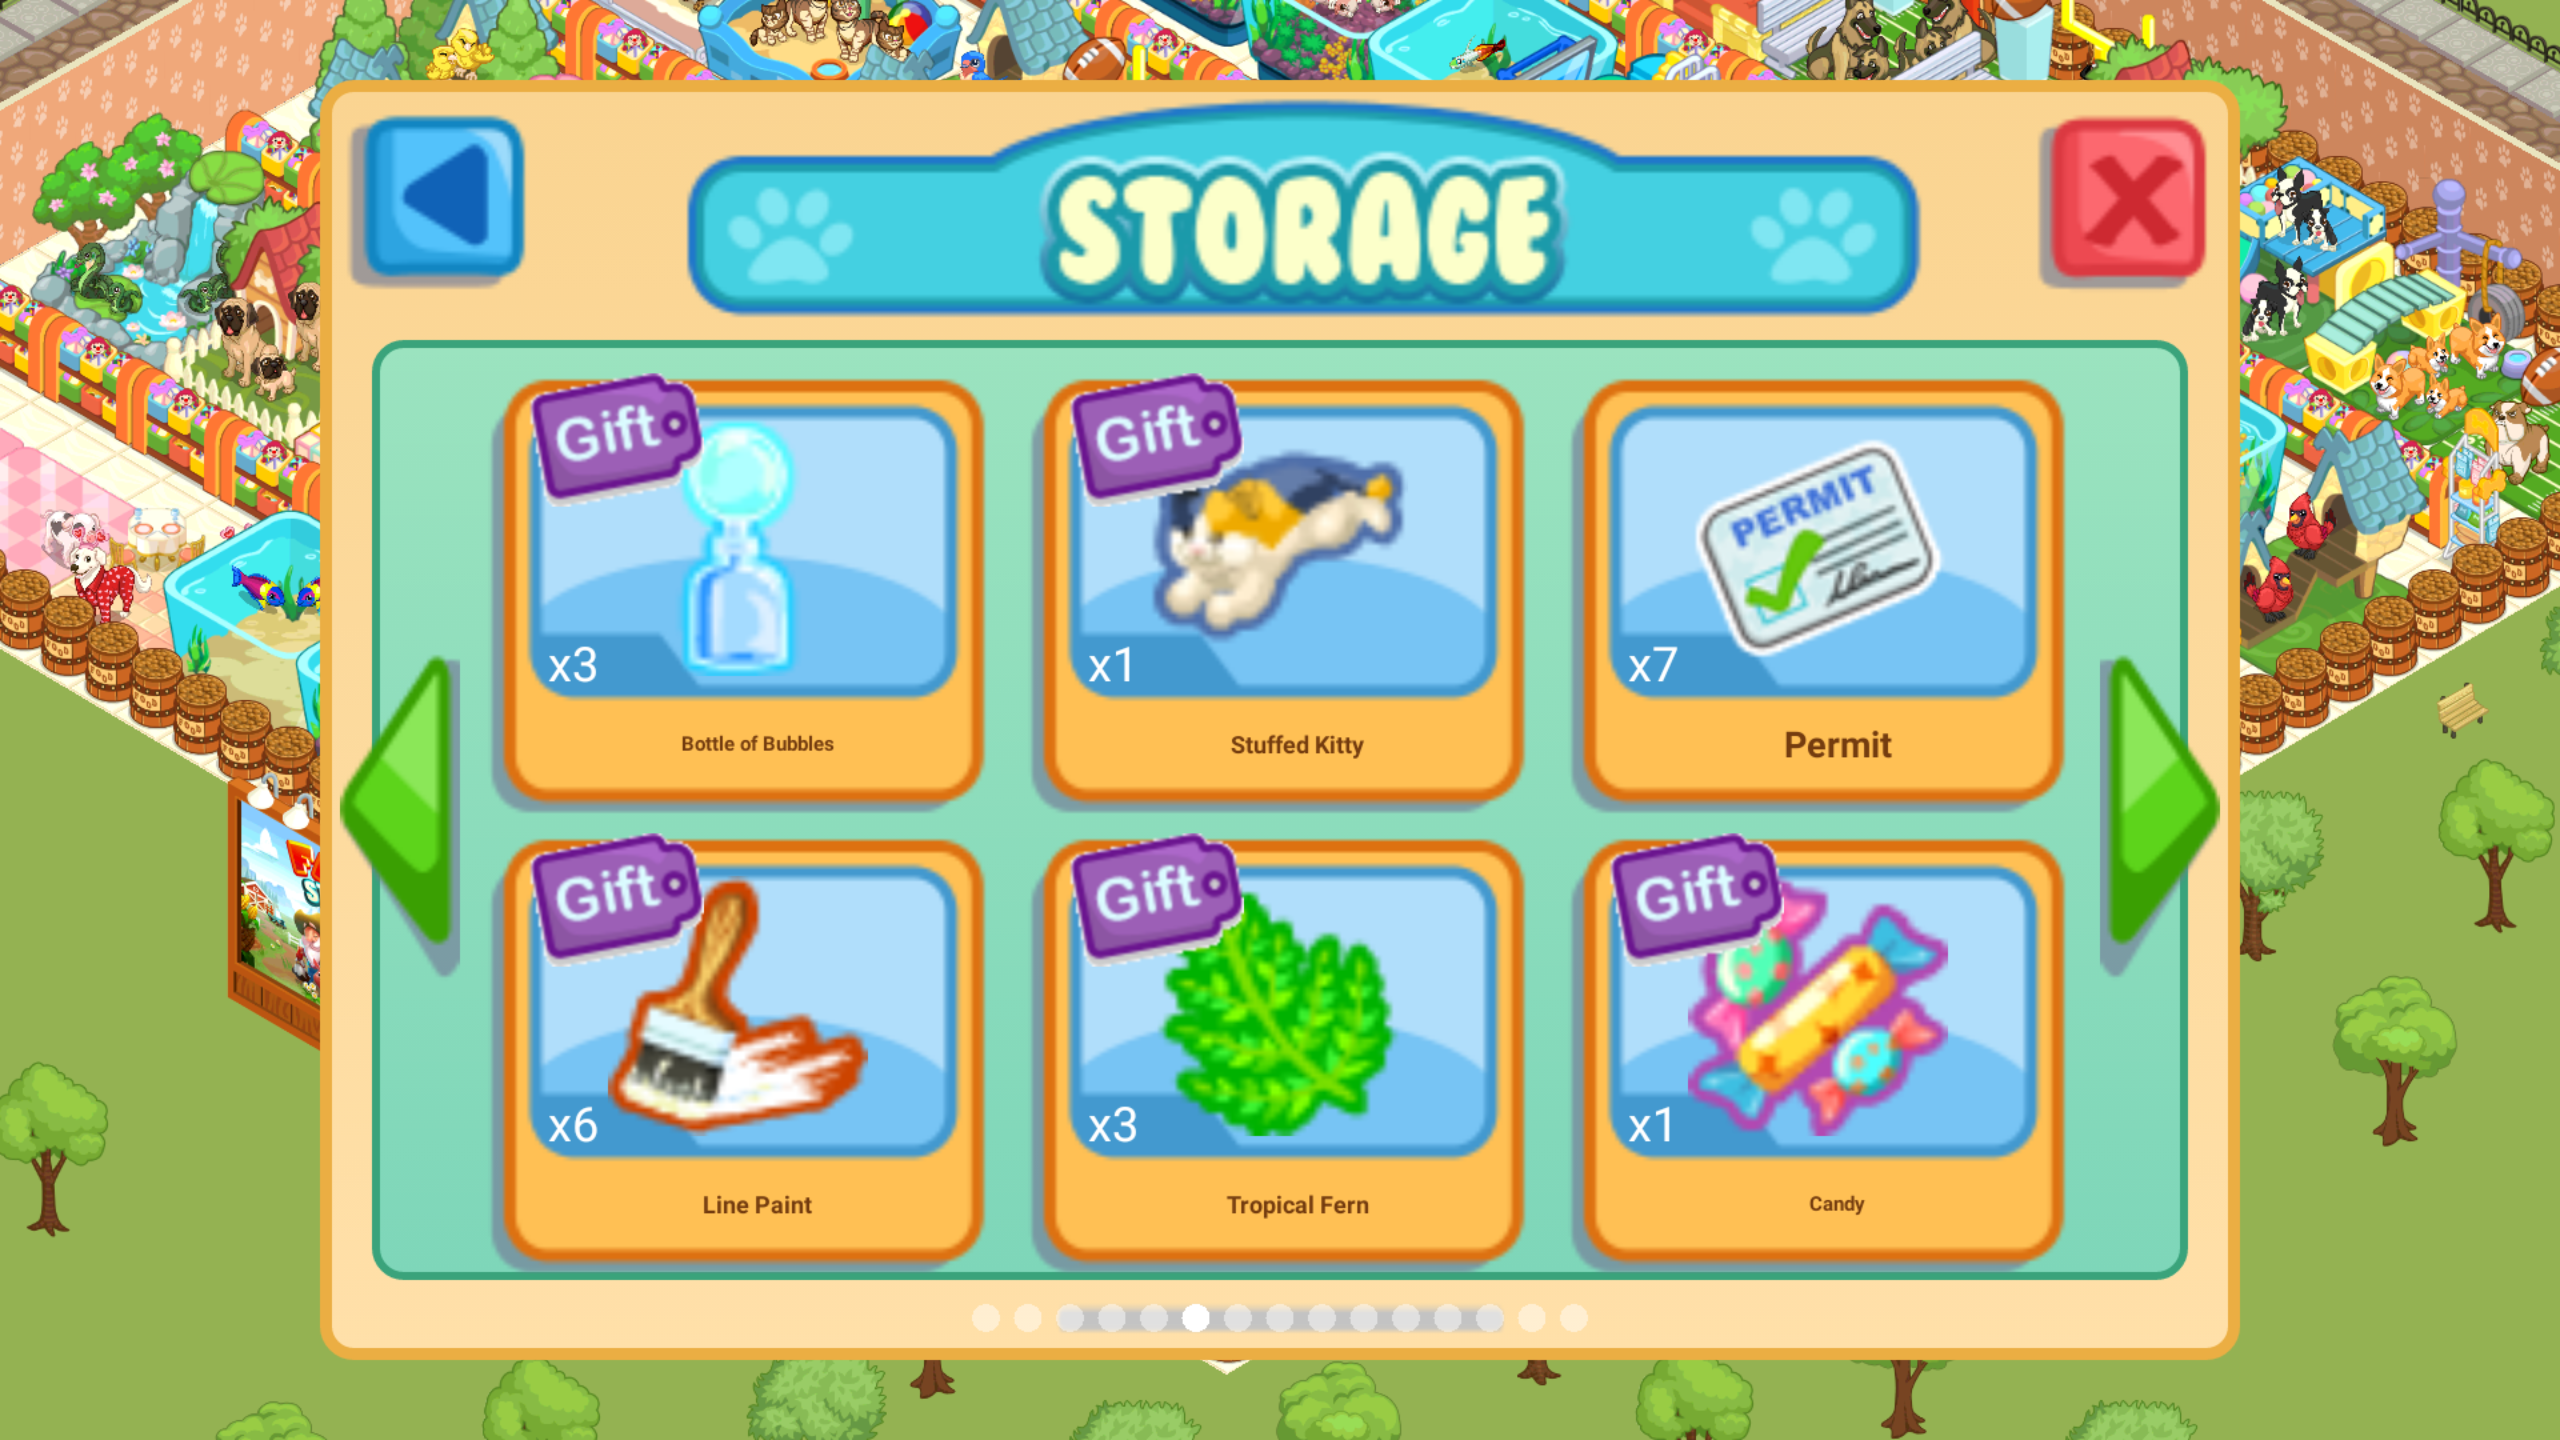 STORAGE
Gift
x3
Bottle of Bubbles
Gift
x1
Stuffed Kitty
PERMIT
x7
Permit
Gift
x6
Line Paint
Gift
x3
Tropical Fern
Gift
x1
Candy